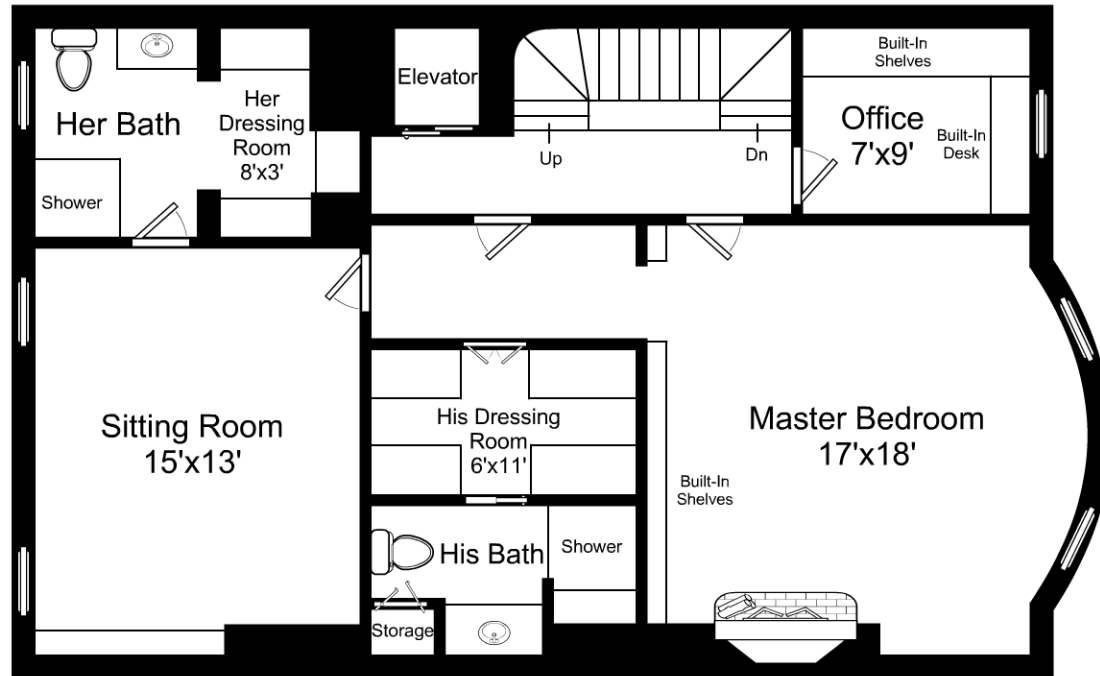 Built-In
Shelves
Elevator
Her Bath
Her
Dressing
Room
8'x3'
Office
7'x9'
Built-In
Desk
Up
Dn
Shower
Sitting Room
15'x13'
His Dressing
Room
6'x11'
Master Bedroom
17'x18'
Built-In
Shelves
His Bath
Shower
Storage